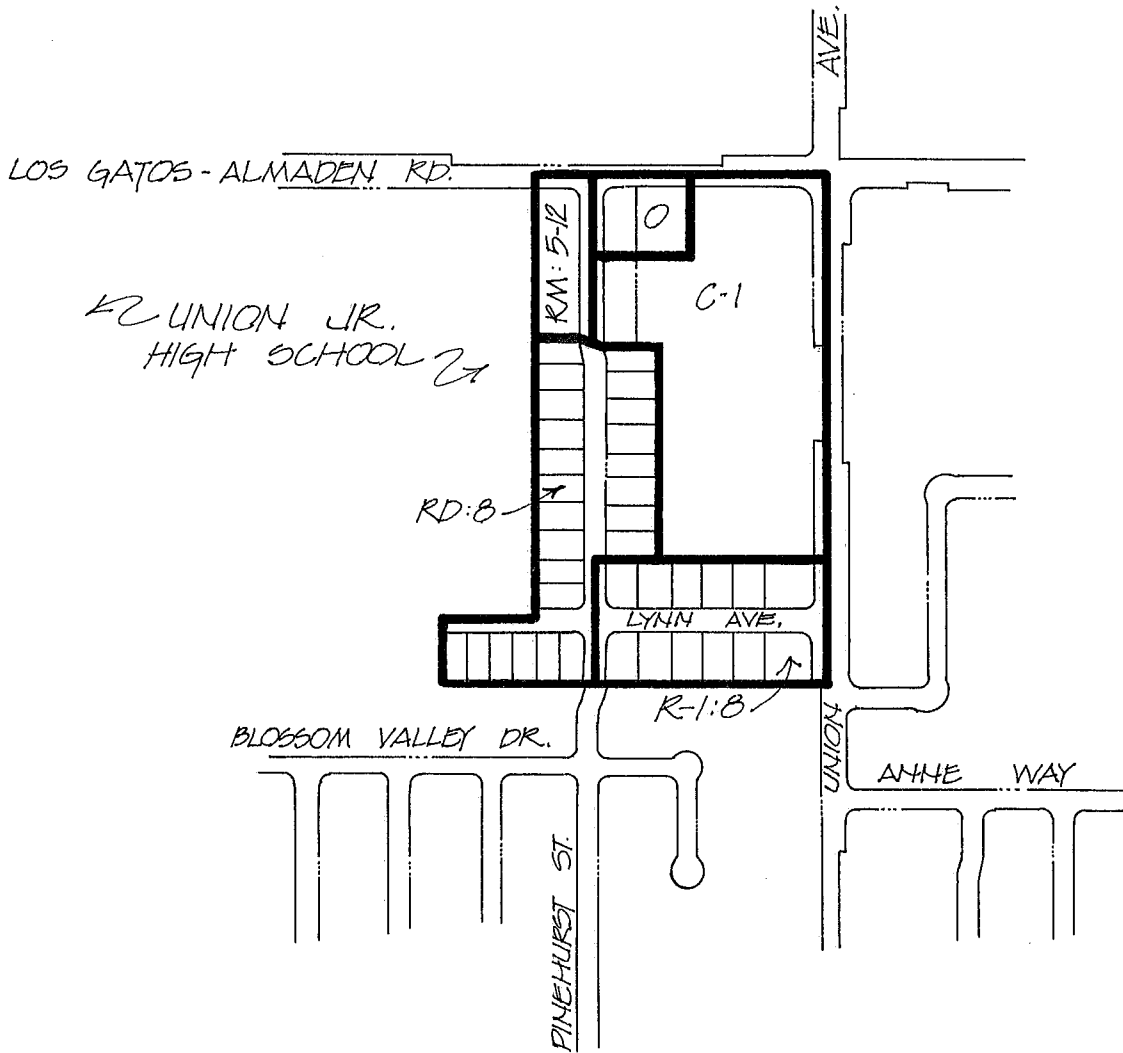 AVE.
LOS GATOS - ALMADEN RD.
RM: 5-12
O
C-1
UNION JR.
HIGH SCHOOL
RD:8
LYNN AVE.
R-1:8
BLOSSOM VALLEY DR.
UNION
ANNE WAY
PINEHURST ST.